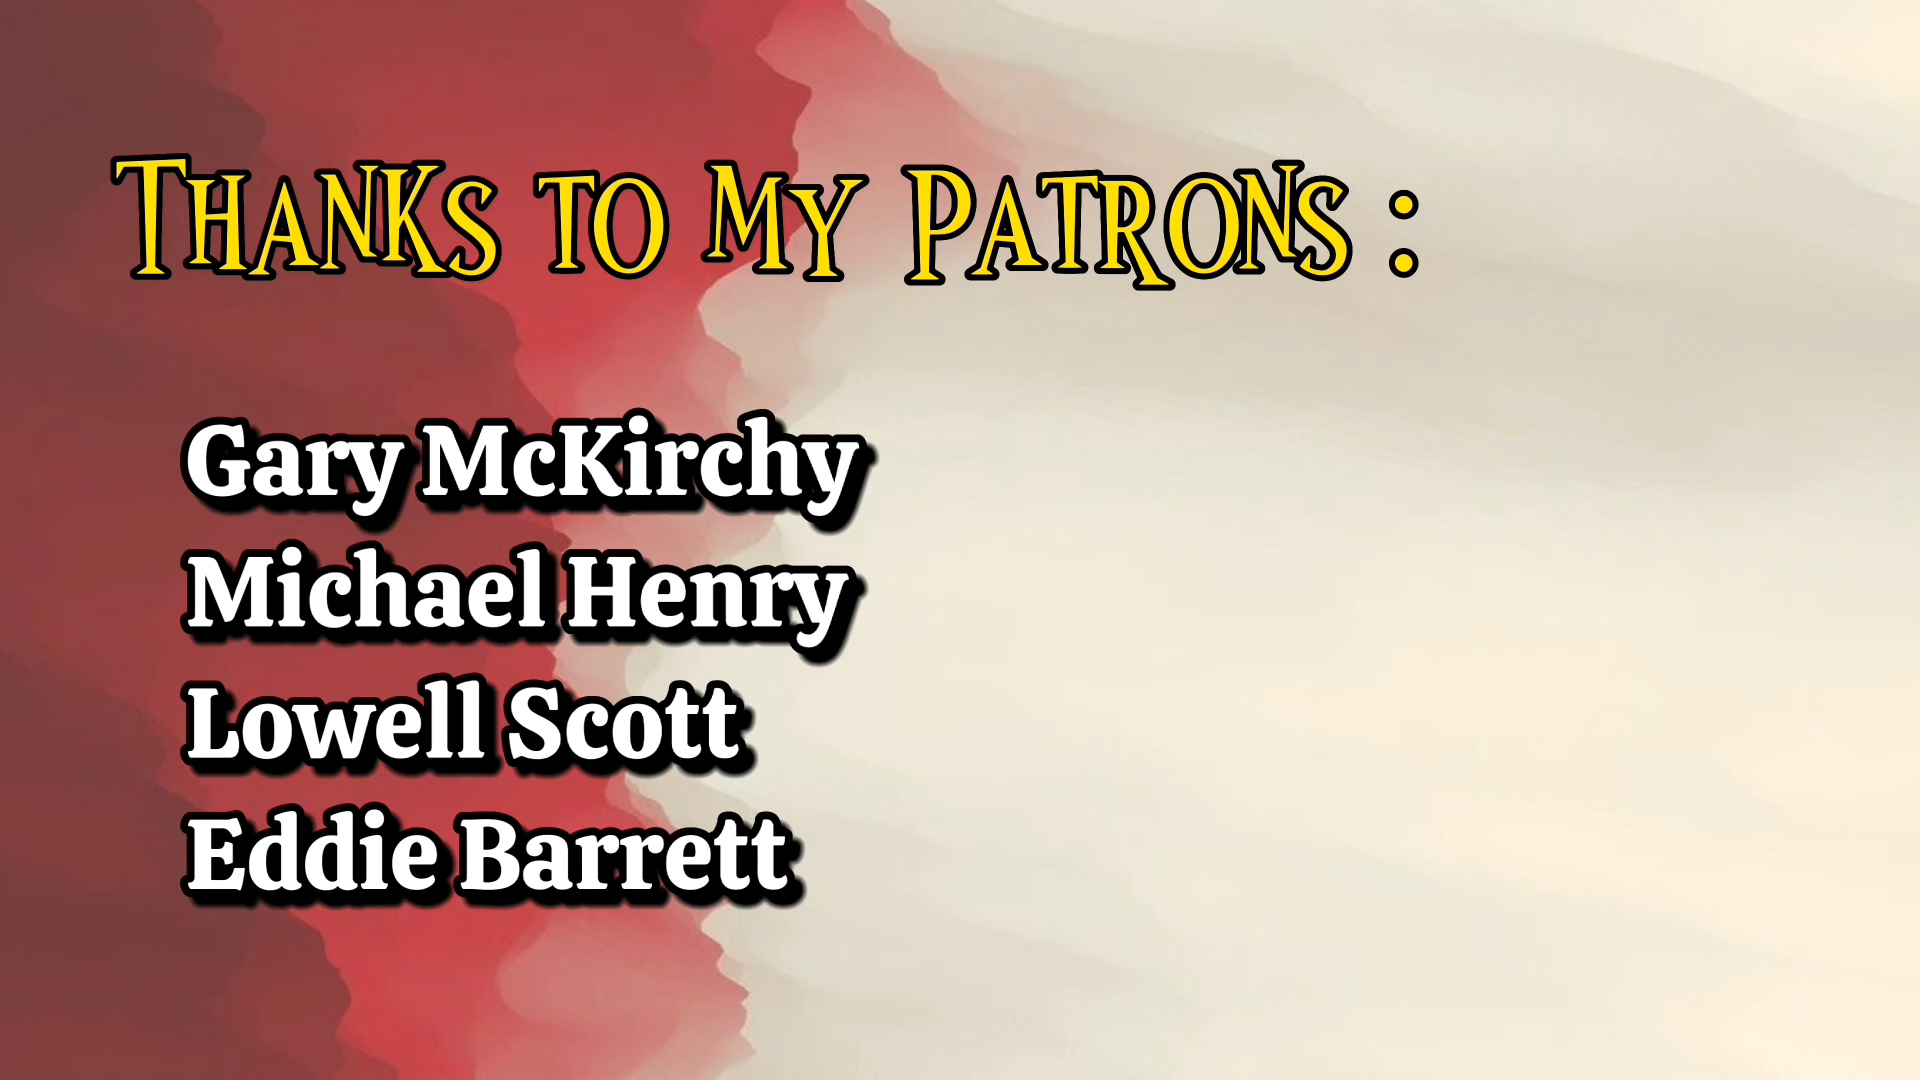 Thanks to My Patrons :
Gary McKirchy
Michael Henry
Lowell Scott
Eddie Barrett